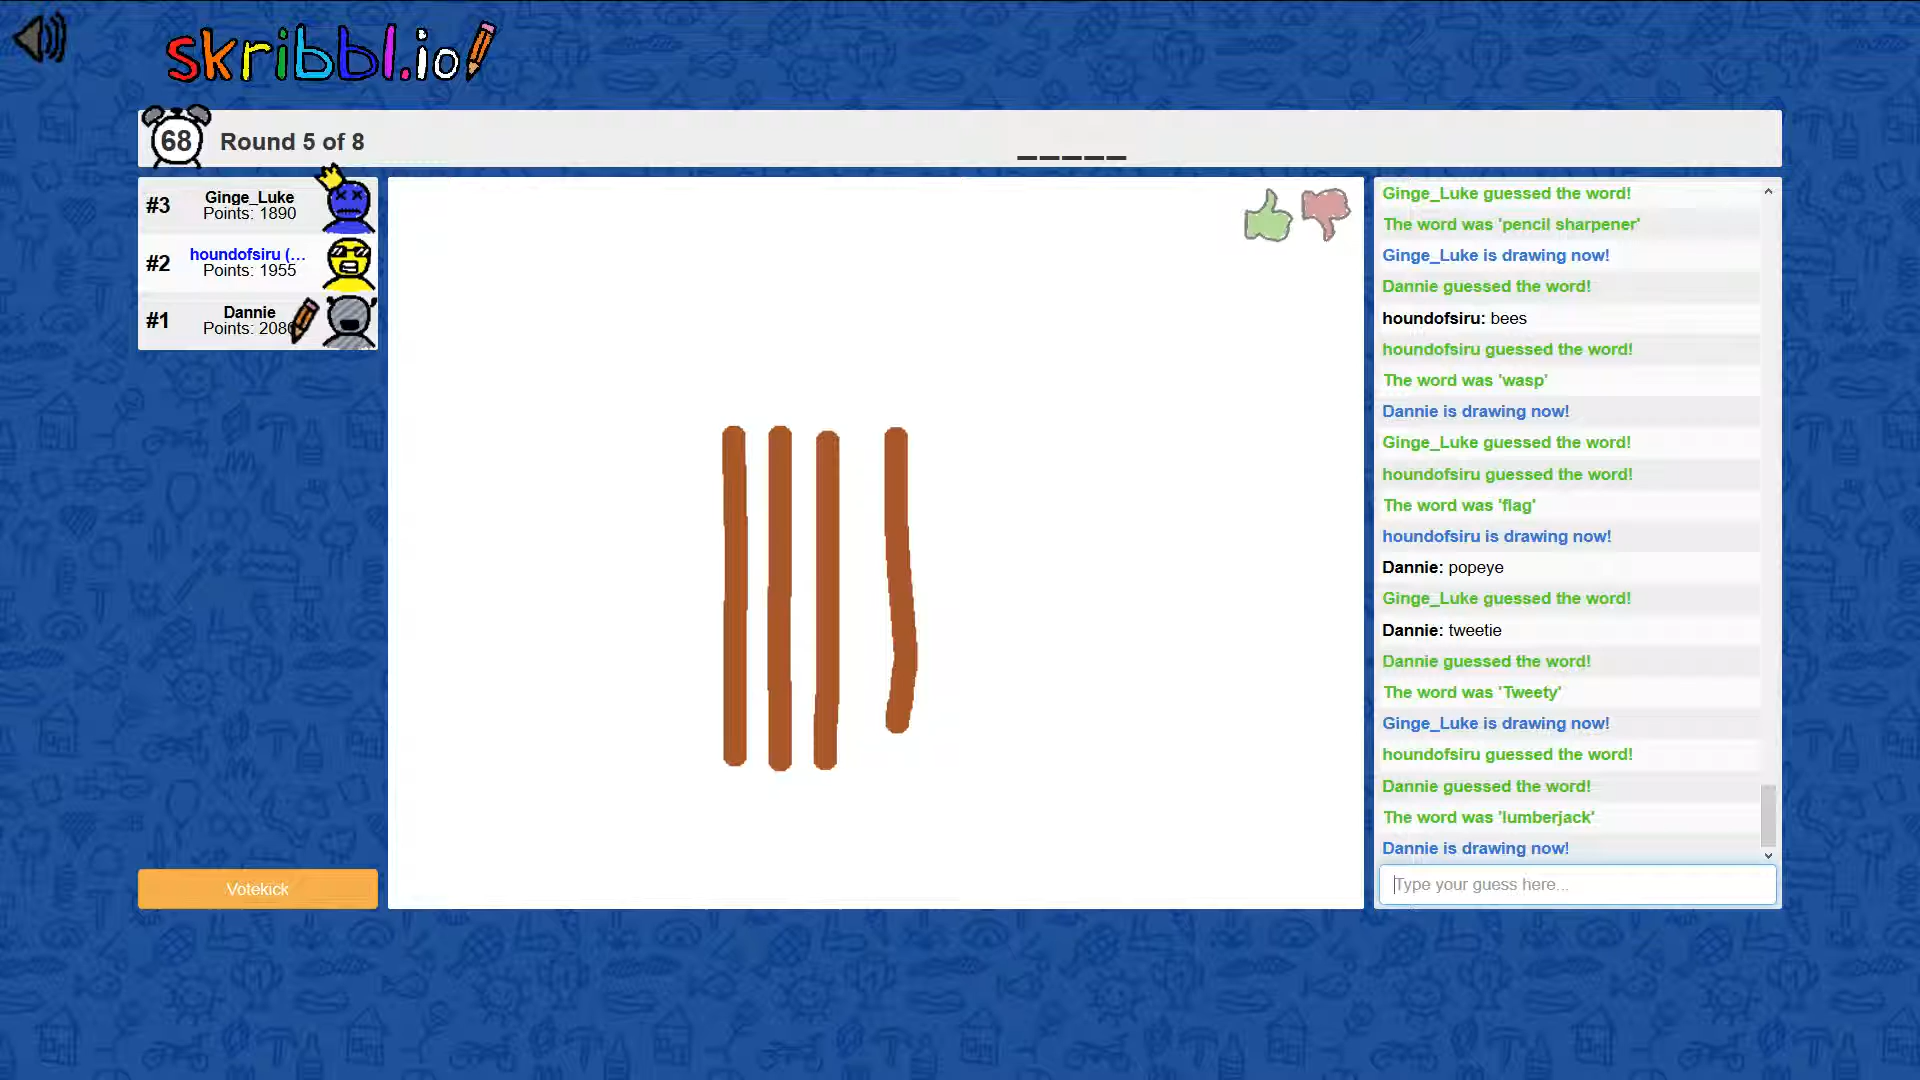 skribbl.io
68
Round 5 of 8
_____
#3
Ginge_Luke
Points: 1890
#2
houndofsiru (...
Points: 1955
#1
Dannie
Points: 2086
Votekick
Ginge_Luke guessed the word!
The word was 'pencil sharpener'
Ginge_Luke is drawing now!
Dannie guessed the word!
houndofsiru: bees
houndofsiru guessed the word!
The word was 'wasp'
Dannie is drawing now!
Ginge_Luke guessed the word!
houndofsiru guessed the word!
The word was 'flag'
houndofsiru is drawing now!
Dannie: popeye
Ginge_Luke guessed the word!
Dannie: tweetie
Dannie guessed the word!
The word was 'Tweety'
Ginge_Luke is drawing now!
houndofsiru guessed the word!
Dannie guessed the word!
The word was 'lumberjack'
Dannie is drawing now!
Type your guess here...